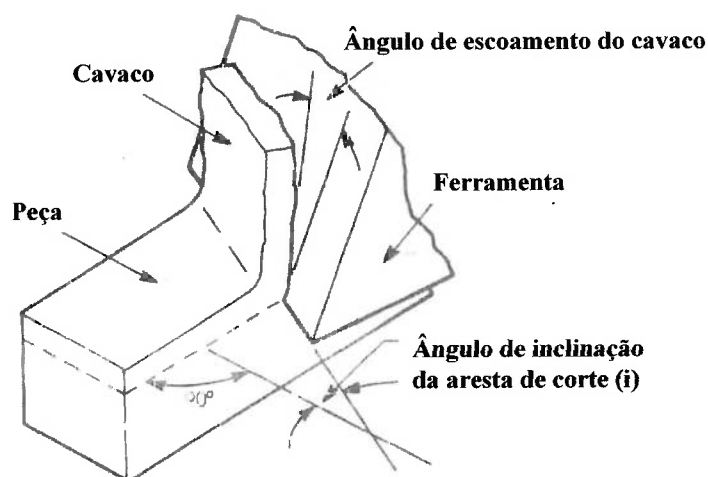 Ângulo de escoamento do cavaco
Cavaco
Ferramenta
Peça
Ângulo de inclinação
da aresta de corte (i)